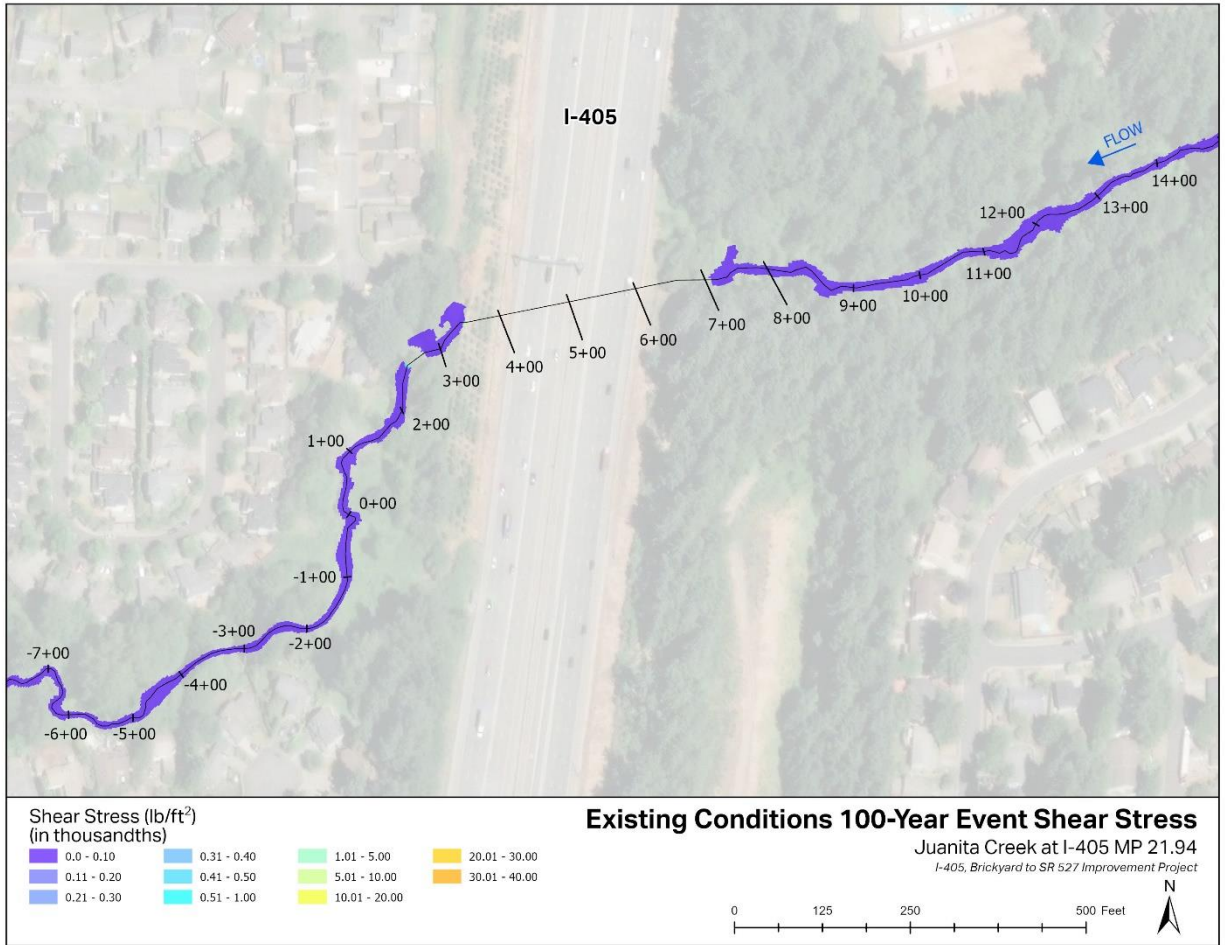 I-405
FLOW
14+00
13+00
12+00
11+00
10+00
9+00
8+00
7+00
6+00
5+00
4+00
3+00
2+00
1+00
0+00
-1+00
-2+00
-3+00
-4+00
-5+00
-6+00
-7+00
Shear Stress (lb/ft²)
(in thousandths)
0.0 - 0.10
0.11 - 0.20
0.21 - 0.30
0.31 - 0.40
0.41 - 0.50
0.51 - 1.00
1.01 - 5.00
5.01 - 10.00
10.01 - 20.00
20.01 - 30.00
30.01 - 40.00
Existing Conditions 100-Year Event Shear Stress
Juanita Creek at I-405 MP 21.94
I-405, Brickyard to SR 527 Improvement Project
N
0 125 250 500 Feet